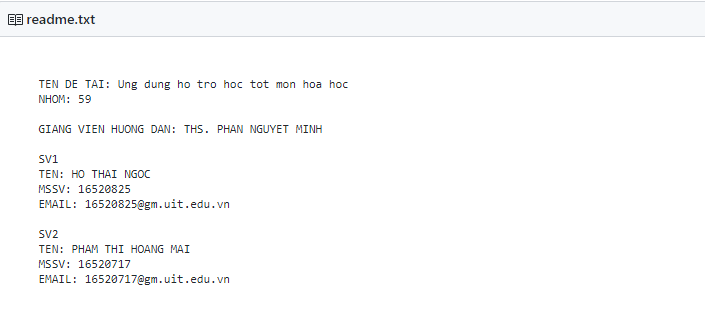 readme.txt
TEN DE TAI: Ung dung ho tro hoc tot mon hoa hoc
NHOM: 59
GIANG VIEN HUONG DAN: THS. PHAN NGUYET MINH
SV1
TEN: HO THAI NGOC
MSSV: 16520825
EMAIL: 16520825@gm.uit.edu.vn
SV2
TEN: PHAM THI HOANG MAI
MSSV: 16520717
EMAIL: 16520717@gm.uit.edu.vn